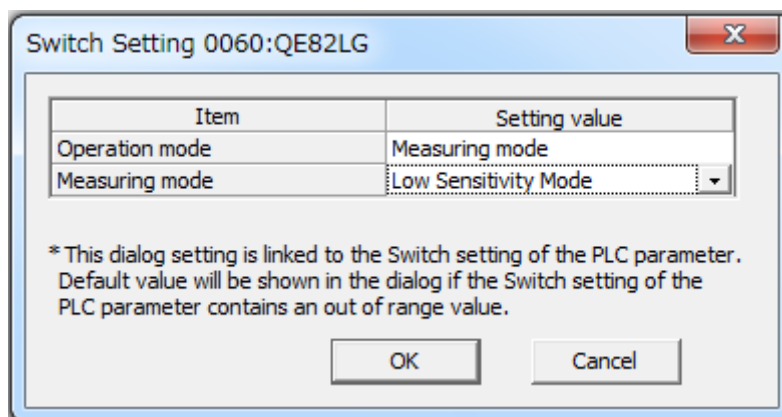 Switch Setting 0060:QE82LG
Item Setting value
Operation mode Measuring mode
Measuring mode Low Sensitivity Mode
* This dialog setting is linked to the Switch setting of the PLC parameter.
Default value will be shown in the dialog if the Switch setting of the
PLC parameter contains an out of range value.
OK Cancel